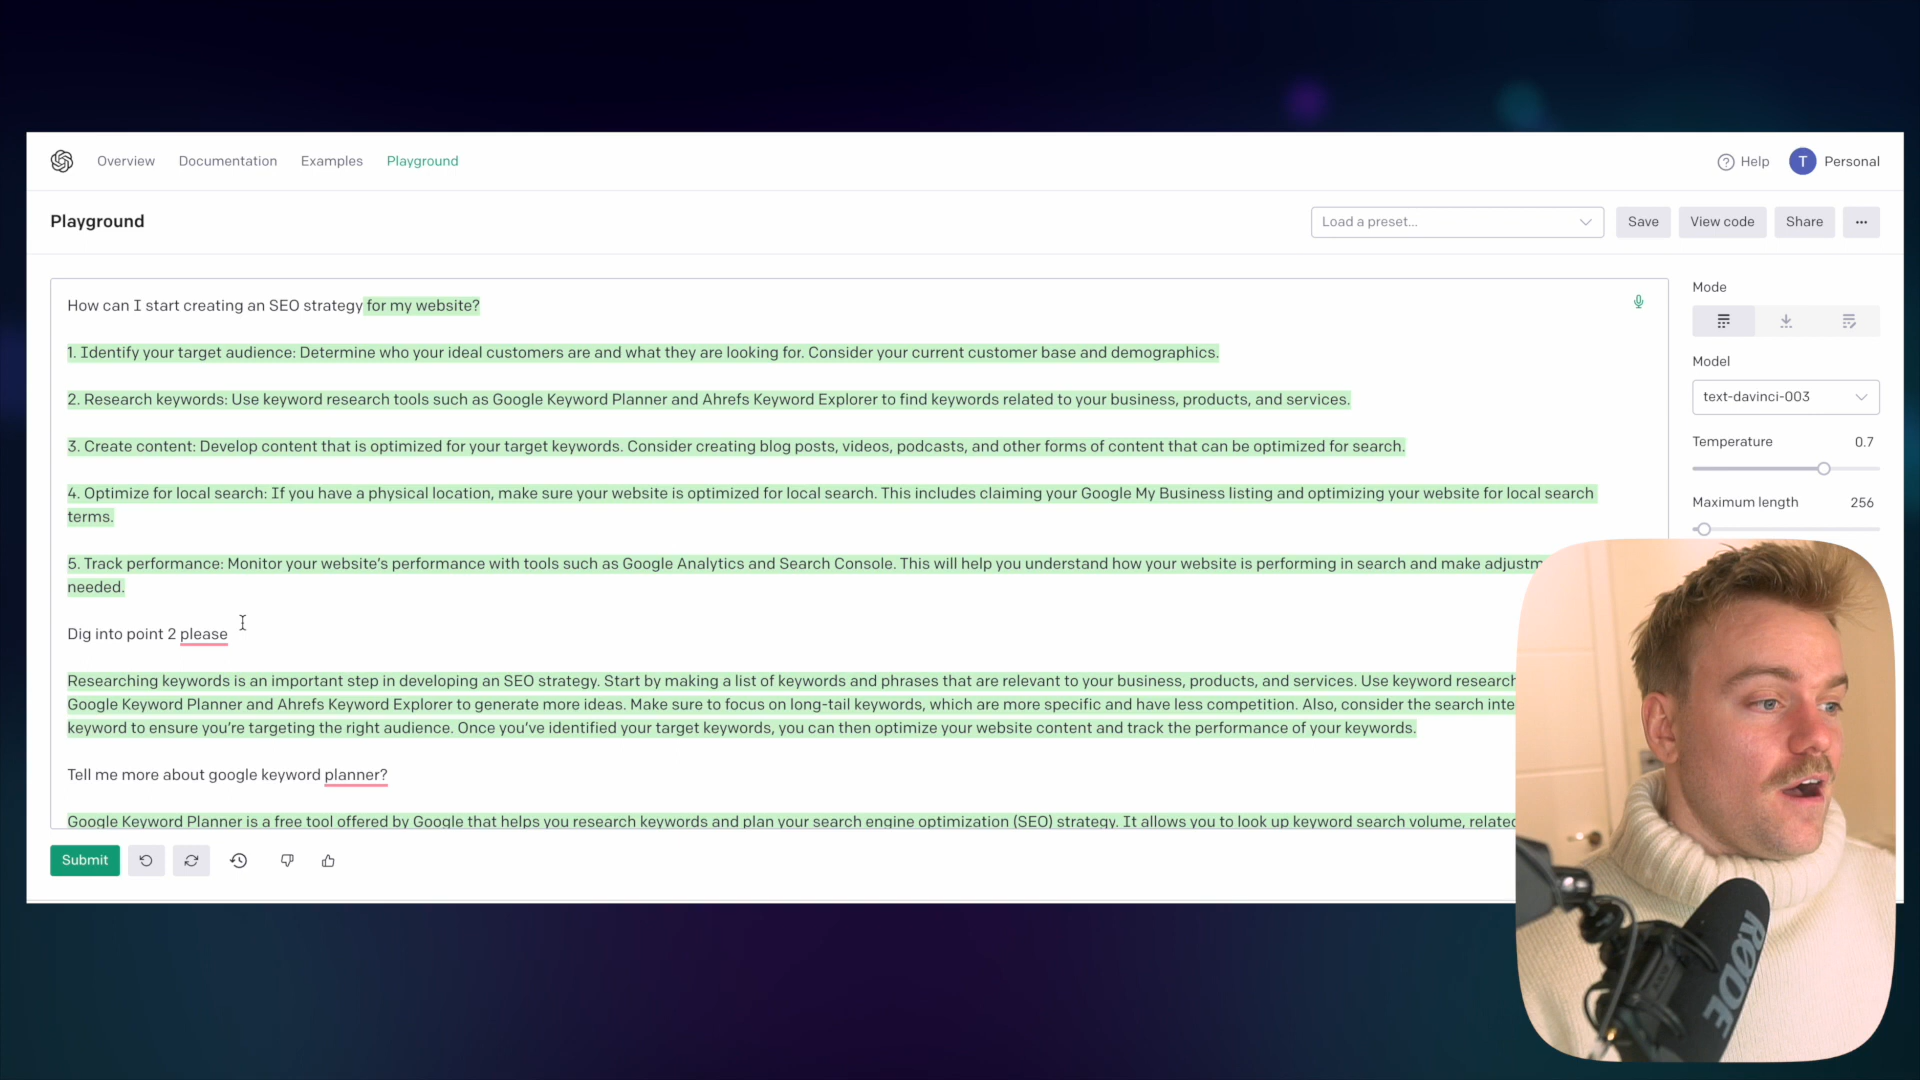 Overview Documentation Examples Playground
Help T Personal
Playground
Load a preset... Save View code Share ...
How can I start creating an SEO strategy for my website?
1. Identify your target audience: Determine who your ideal customers are and what they are looking for. Consider your current customer base and demographics.
2. Research keywords: Use keyword research tools such as Google Keyword Planner and Ahrefs Keyword Explorer to find keywords related to your business, products, and services.
3. Create content: Develop content that is optimized for your target keywords. Consider creating blog posts, videos, podcasts, and other forms of content that can be optimized for search.
4. Optimize for local search: If you have a physical location, make sure your website is optimized for local search. This includes claiming your Google My Business listing and optimizing your website for local search
terms.
5. Track performance: Monitor your website's performance with tools such as Google Analytics and Search Console. This will help you understand how your website is performing in search and make
needed.
Dig into point 2 please
Researching keywords is an important step in developing an SEO strategy. Start by making a list of keywords and phrases that are relevant to your business, products, and services. Use keyword research
Google Keyword Planner and Ahrefs Keyword Explorer to generate more ideas. Make sure to focus on long-tail keywords, which are more specific and have less competition. Also, consider the search
keyword to ensure you're targeting the right audience. Once you've identified your target keywords, you can then optimize your website content and track the performance of your keywords.
Tell me more about google keyword planner?
Google Keyword Planner is a free tool offered by Google that helps you research keywords and plan your search engine optimization (SEO) strategy. It allows you to look up keyword search volume, related
Submit
Mode
Model
text-davinci-003
Temperature 0.7
Maximum length 256
RØDE